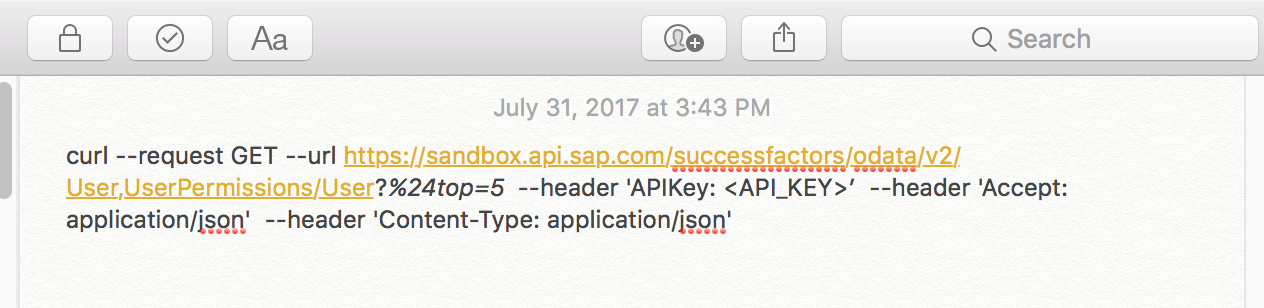 Aa
Search
July 31, 2017 at 3:43 PM
curl --request GET --url https://sandbox.api.sap.com/successfactors/odata/v2/
User,UserPermissions/User?%24top=5  --header 'APIKey: <API_KEY>’  --header 'Accept:
application/json'  --header 'Content-Type: application/json'